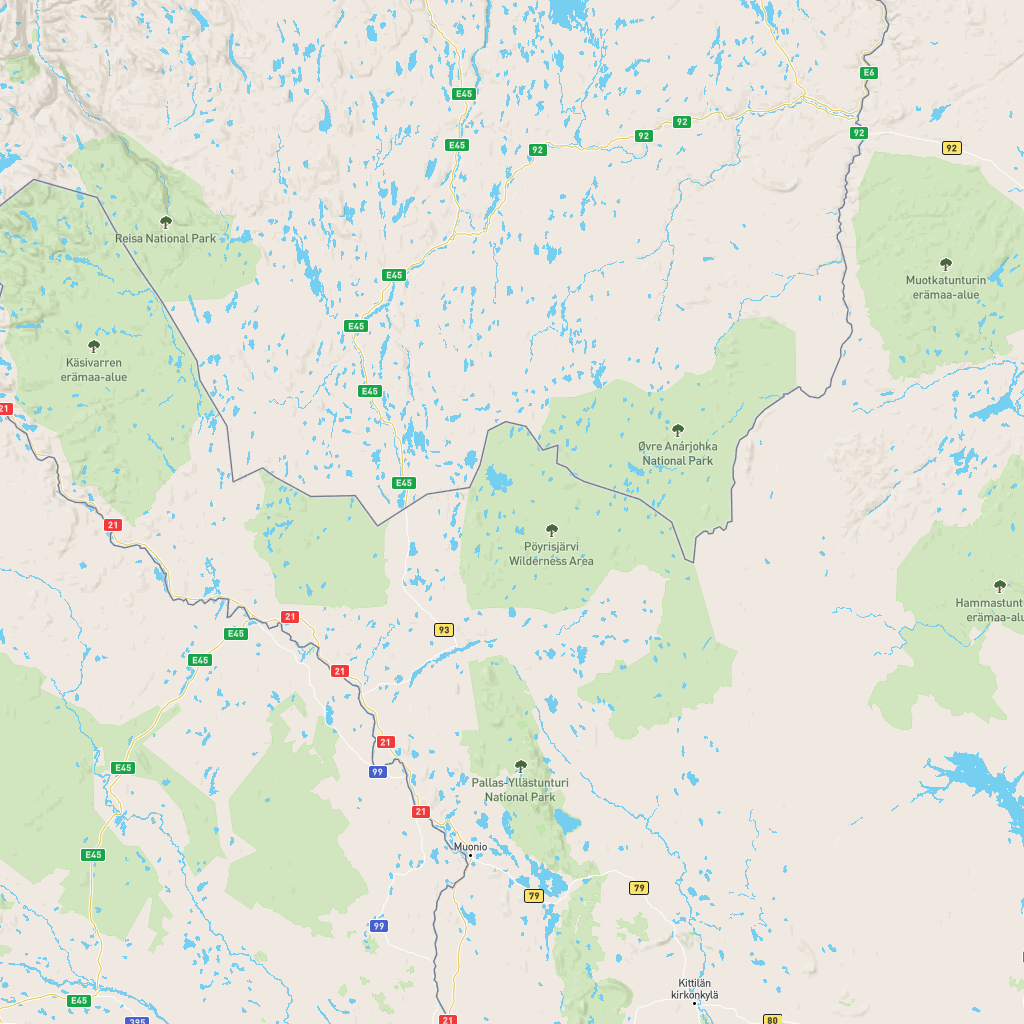 E6
E45
92
92
92
E45
92
92
Reisa National Park
E45
Muotkatunturin
erämaa-alue
E45
Käsivarren
erämaa-alue
E45
21
Øvre Anárjohka
National Park
E45
21
Pöyrisjärvi
Wilderness Area
Hammastunt
erämaa-alu
21
93
E45
E45
21
21
E45
99
Pallas-Yllästunturi
National Park
21
Muonio
E45
79
79
99
Kittilän
kirkonkylä
E45
395
21
80